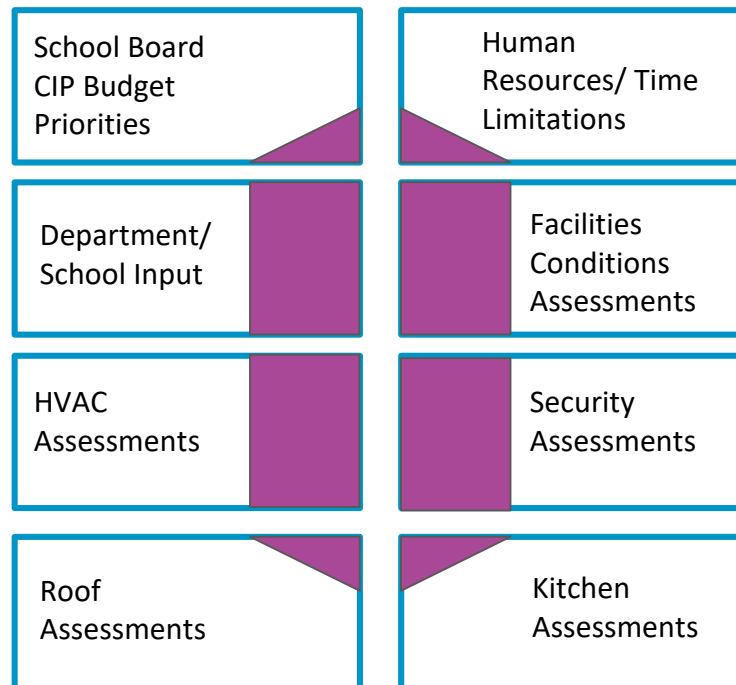 School Board
CIP Budget
Priorities
Human
Resources/ Time
Limitations
Department/
School Input
Facilities
Conditions
Assessments
HVAC
Assessments
Security
Assessments
Roof
Assessments
Kitchen
Assessments